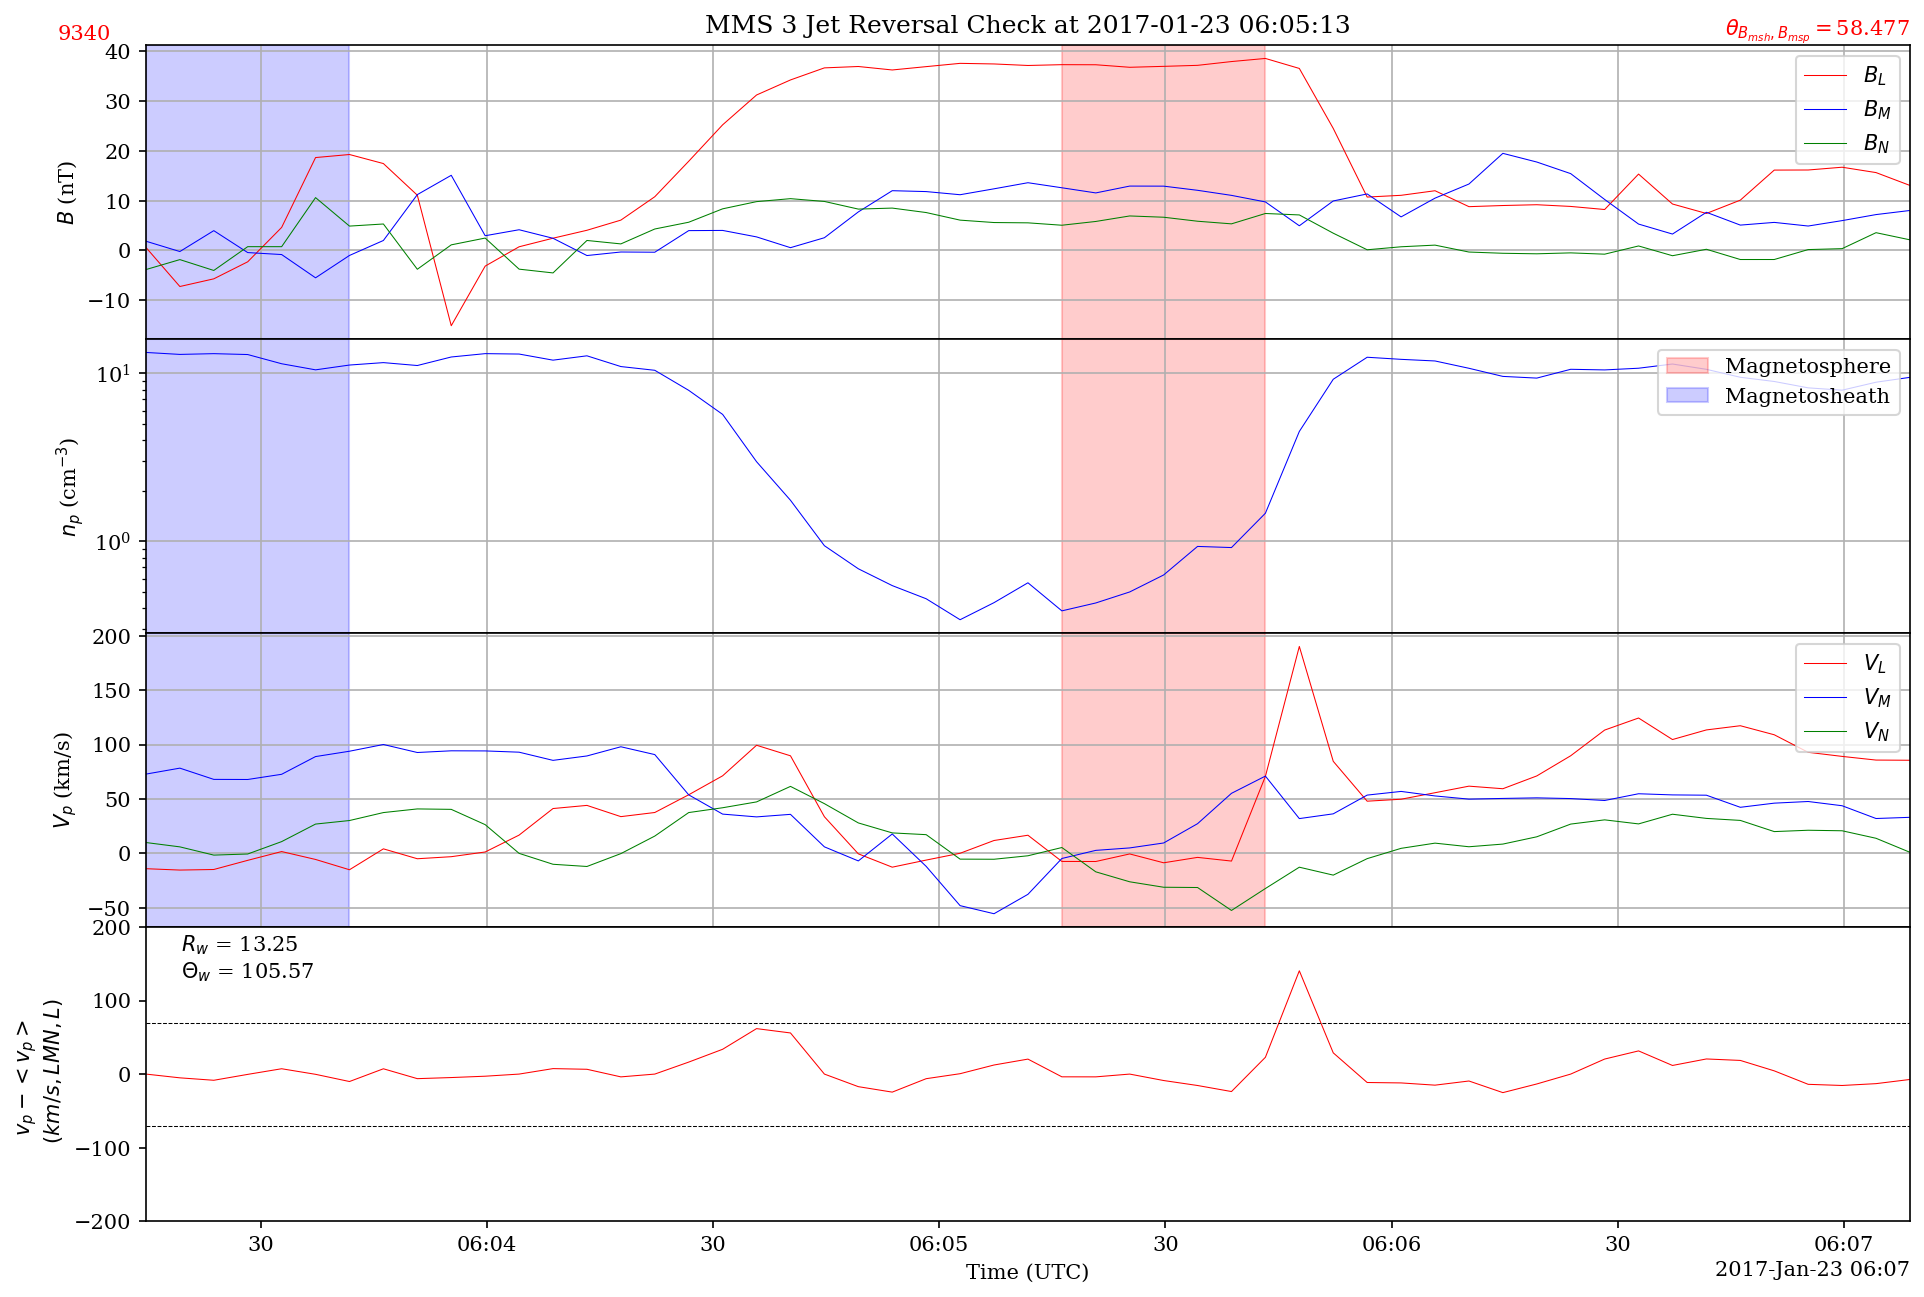 MMS 3 Jet Reversal Check at 2017-01-23 06:05:13
9340
θ_{B_{msh}, B_{msp}} = 58.477
40
30
20
10
0
−10
B (nT)
B_L
B_M
B_N
10^1
10^0
n_p (cm^{−3})
Magnetosphere
Magnetosheath
200
150
100
50
0
−50
V_p (km/s)
V_L
V_M
V_N
200
100
0
−100
−200
v_p − < v_p >
(km/s, LMN, L)
R_w = 13.25
Θ_w = 105.57
30 06:04 30 06:05 30 06:06 30 06:07
Time (UTC)
2017-Jan-23 06:07